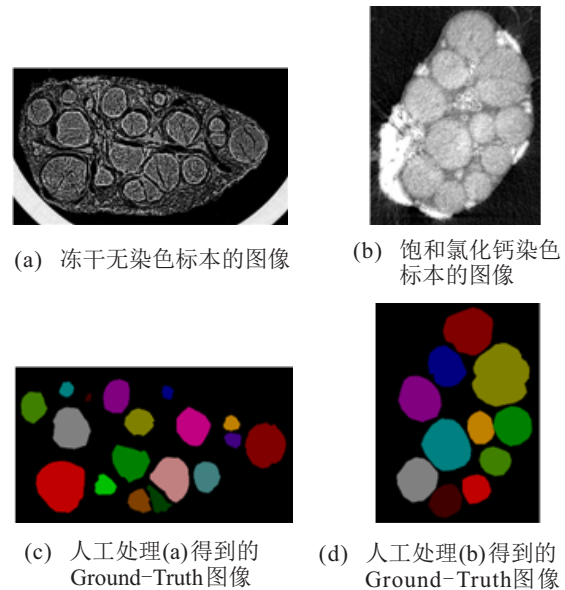 (a) 冻干无染色标本的图像
(b) 饱和氯化钙染色
标本的图像
(c) 人工处理(a)得到的
Ground-Truth图像
(d) 人工处理(b)得到的
Ground-Truth图像